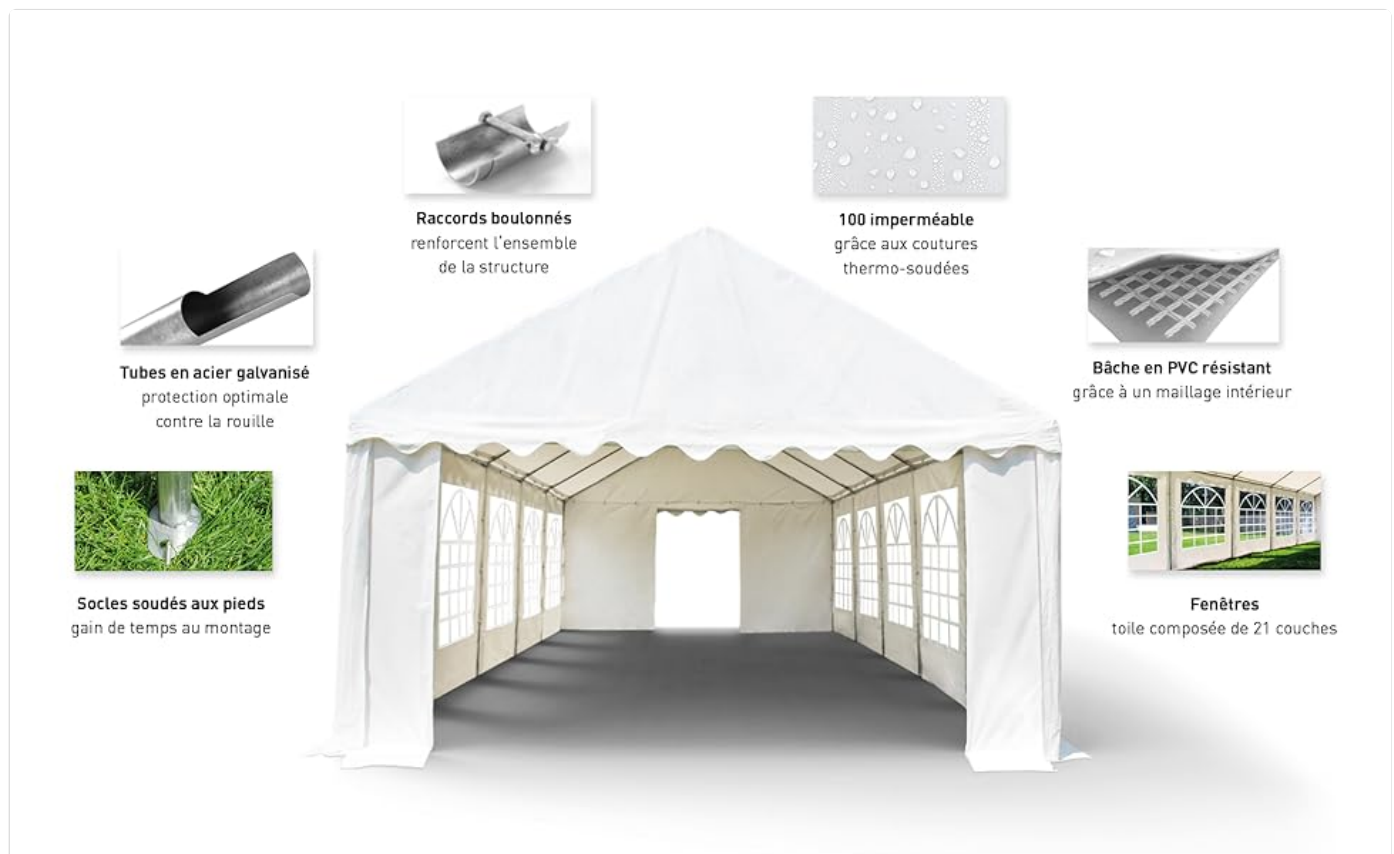 Raccords boulonnés
renforcent l'ensemble
de la structure
100 imperméable
grâce aux coutures
thermo-soudées
Tubes en acier galvanisé
protection optimale
contre la rouille
Bâche en PVC résistant
grâce à un maillage intérieur
Socles soudés aux pieds
gain de temps au montage
Fenêtres
toile composée de 21 couches